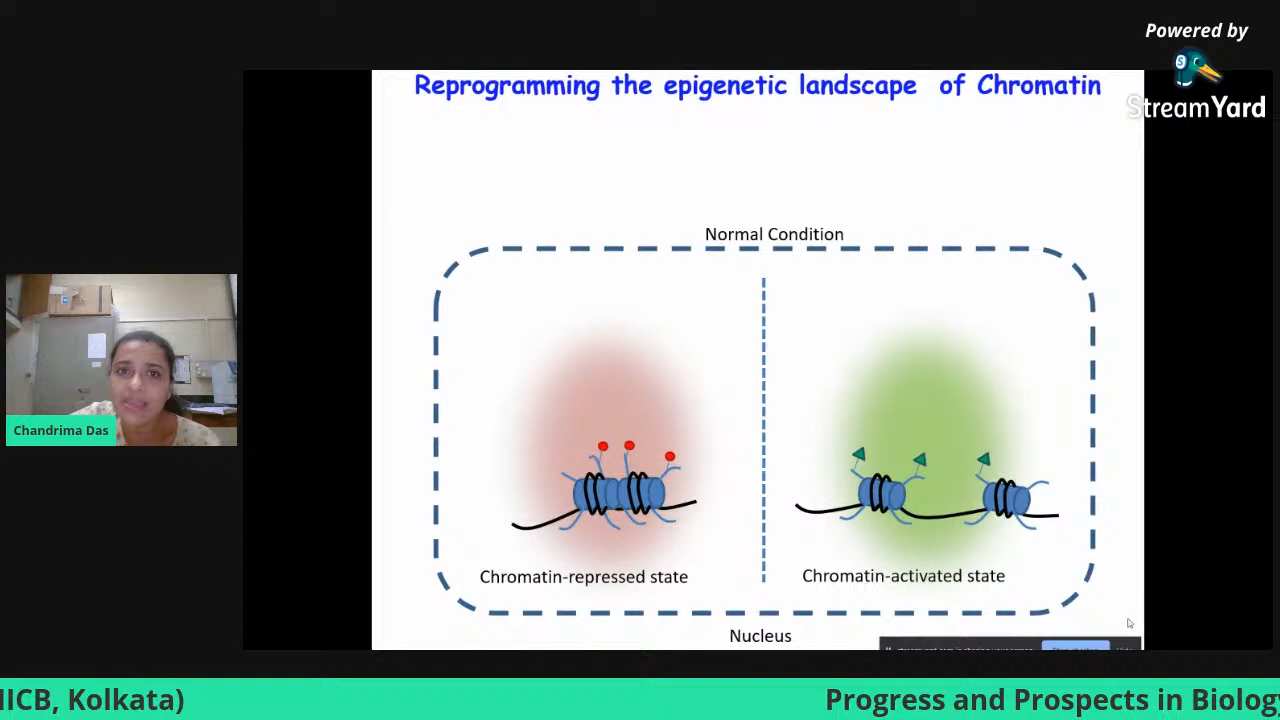 Powered by
StreamYard
Reprogramming the epigenetic landscape of Chromatin
Normal Condition
Chandrima Das
Chromatin-repressed state
Chromatin-activated state
Nucleus
IICB, Kolkata)
Progress and Prospects in Biology